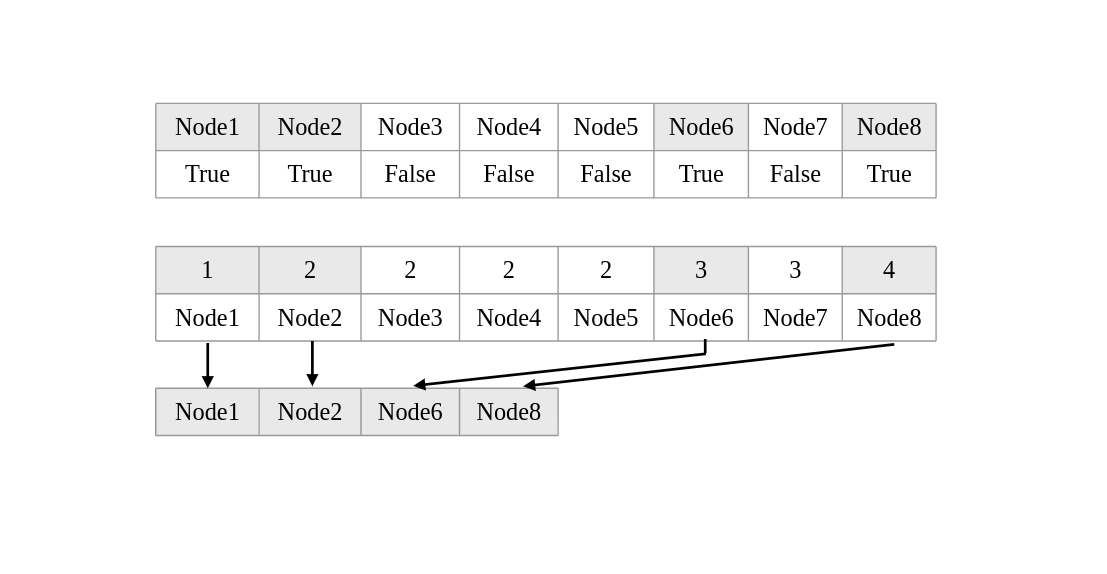 Node1 Node2 Node3 Node4 Node5 Node6 Node7 Node8
True True False False False True False True
1 2 2 2 2 3 3 4
Node1 Node2 Node3 Node4 Node5 Node6 Node7 Node8
Node1 Node2 Node6 Node8